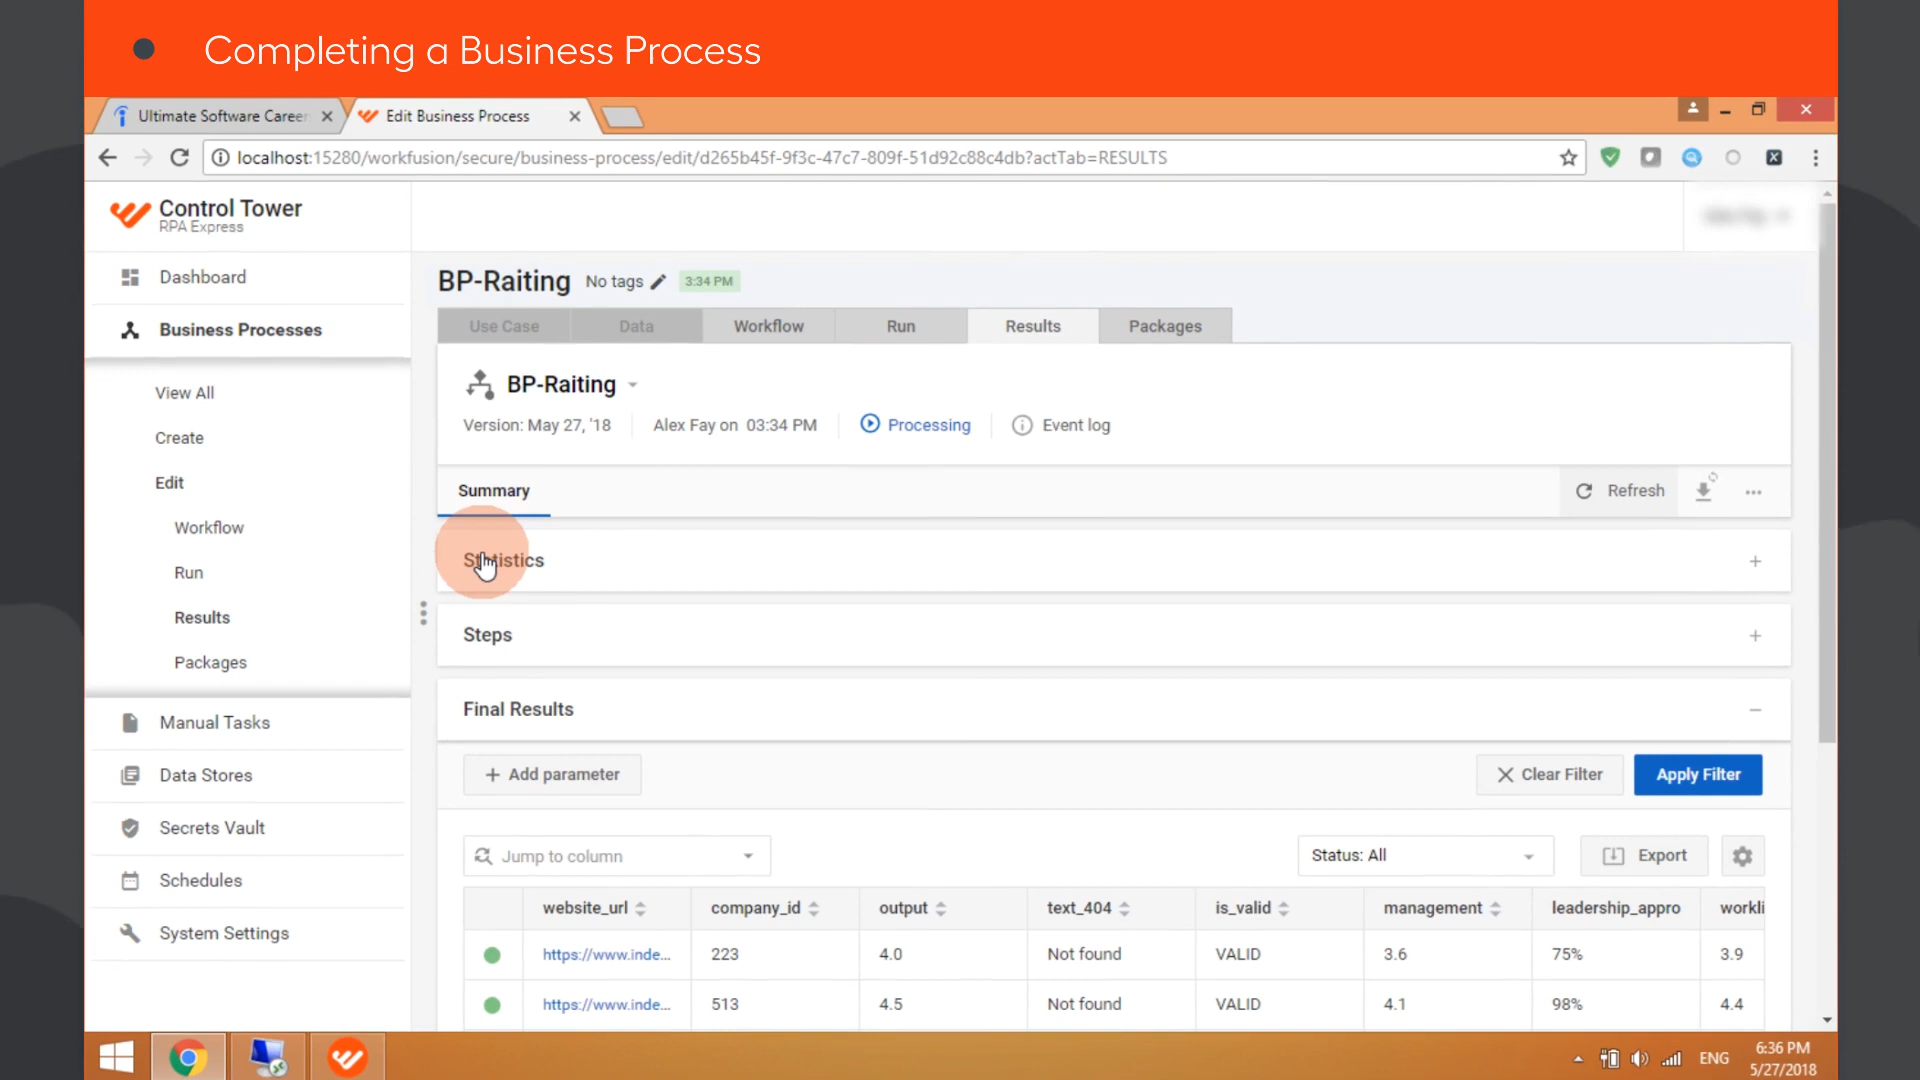 Completing a Business Process
Ultimate Software Career
Edit Business Process
localhost:15280/workfusion/secure/business-process/edit/d265b45f-9f3c-47c7-809f-51d92c88c4db?actTab=RESULTS
Control Tower
RPA Express
Dashboard
Business Processes
View All
Create
Edit
Workflow
Run
Results
Packages
Manual Tasks
Data Stores
Secrets Vault
Schedules
System Settings
BP-Raiting No tags 3:34 PM
Use Case Data Workflow Run Results Packages
BP-Raiting
Version: May 27, '18 Alex Fay on 03:34 PM Processing Event log
Summary Refresh
Statistics
Steps
Final Results
Add parameter Clear Filter Apply Filter
Jump to column Status: All Export
website_url company_id output text_404 is_valid management leadership_appro workli
https://www.inde... 223 4.0 Not found VALID 3.6 75% 3.9
https://www.inde... 513 4.5 Not found VALID 4.1 98% 4.4
ENG
6:36 PM
5/27/2018